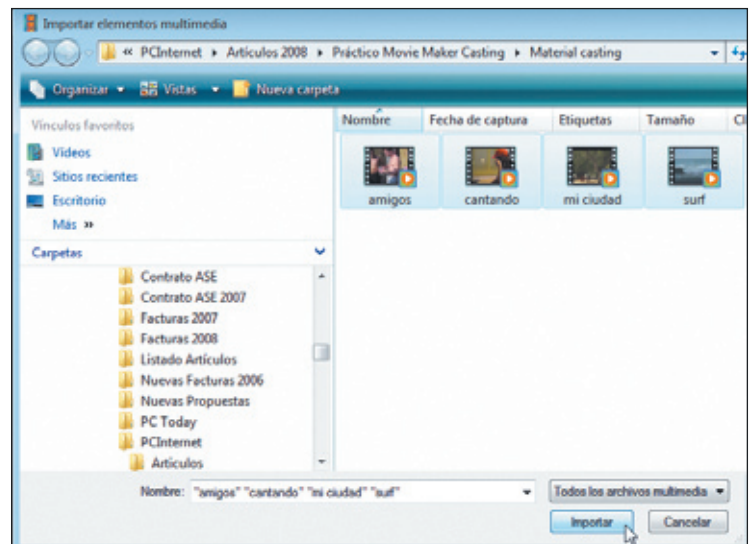 Importar elementos multimedia
« PCInternet ▸ Artículos 2008 ▸ Práctico Movie Maker Casting ▸ Material casting
Organizar Vistas Nueva carpeta
Vínculos favoritos
Vídeos
Sitios recientes
Escritorio
Más »
Carpetas
Contrato ASE
Contrato ASE 2007
Facturas 2007
Facturas 2008
Listado Artículos
Nuevas Facturas 2006
Nuevas Propuestas
PC Today
PCInternet
Articulos
Nombre Fecha de captura Etiquetas Tamaño Cl
amigos cantando mi ciudad surf
Nombre: "amigos" "cantando" "mi ciudad" "surf" Todos los archivos multimedia
Importar Cancelar